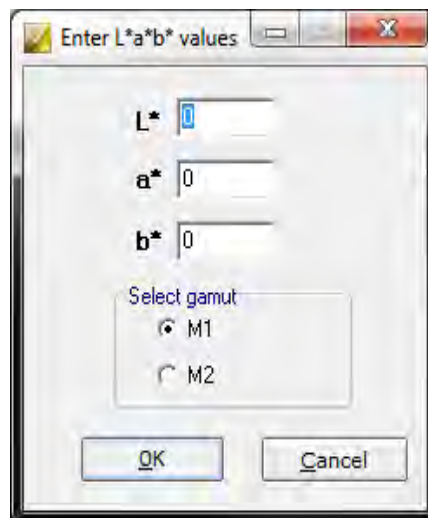 Enter L*a*b* values
L* 0
a* 0
b* 0
Select gamut
M1
M2
OK Cancel